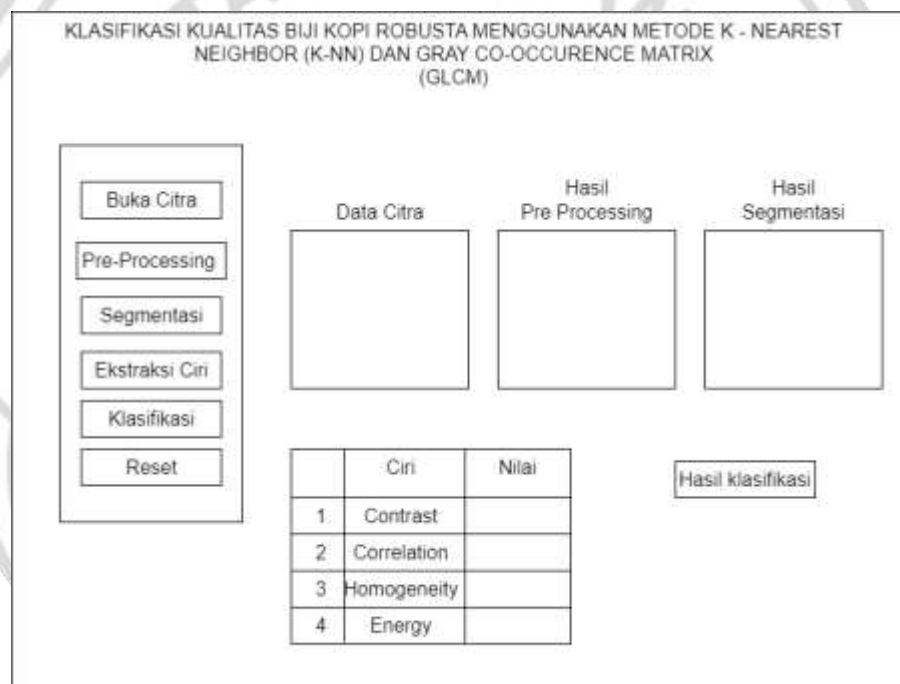 KLASIFIKASI KUALITAS BIJI KOPI ROBUSTA MENGGUNAKAN METODE K - NEAREST
NEIGHBOR (K-NN) DAN GRAY CO-OCCURENCE MATRIX
(GLCM)
Buka Citra
Pre-Processing
Segmentasi
Ekstraksi Ciri
Klasifikasi
Reset
Data Citra
Hasil
Pre Processing
Hasil
Segmentasi
Ciri Nilai
1 Contrast
2 Correlation
3 Homogeneity
4 Energy
Hasil klasifikasi